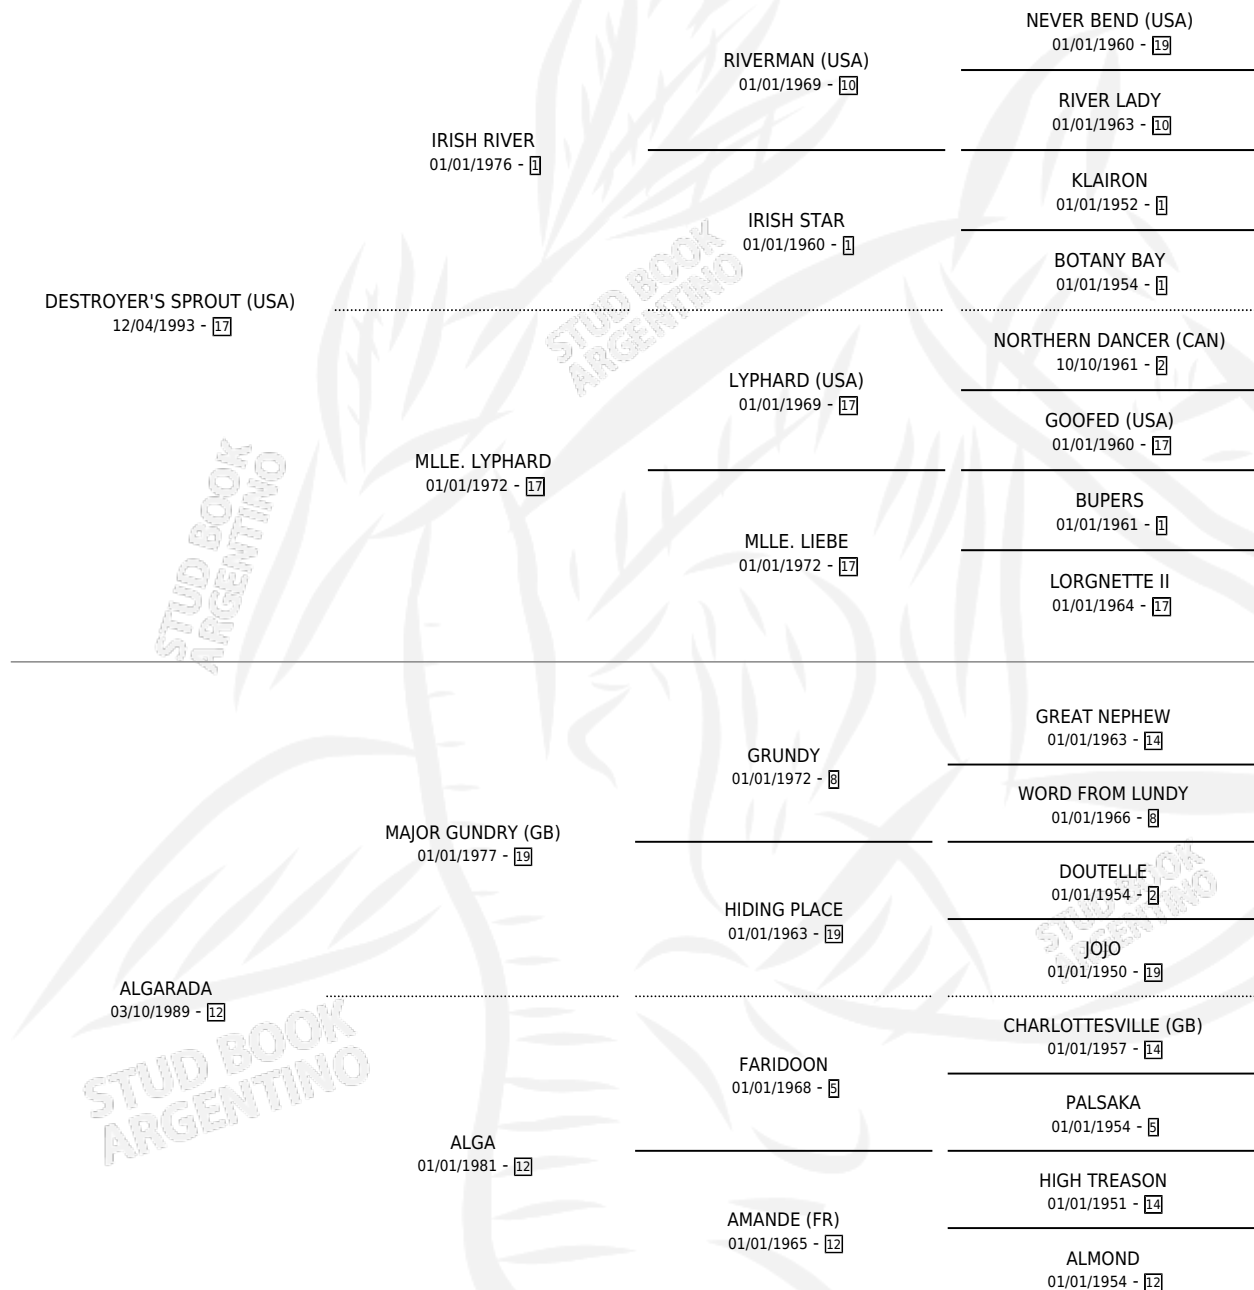 NEVER BEND (USA)
01/01/1960 - 19
RIVERMAN (USA)
01/01/1969 - 10
RIVER LADY
01/01/1963 - 10
IRISH RIVER
01/01/1976 - 1
KLAIRON
01/01/1952 - 1
IRISH STAR
01/01/1960 - 1
BOTANY BAY
01/01/1954 - 1
DESTROYER'S SPROUT (USA)
12/04/1993 - 17
NORTHERN DANCER (CAN)
10/10/1961 - 2
LYPHARD (USA)
01/01/1969 - 17
GOOFED (USA)
01/01/1960 - 17
MLLE. LYPHARD
01/01/1972 - 17
BUPERS
01/01/1961 - 1
MLLE. LIEBE
01/01/1972 - 17
LORGNETTE II
01/01/1964 - 17
GREAT NEPHEW
01/01/1963 - 14
GRUNDY
01/01/1972 - 8
WORD FROM LUNDY
01/01/1966 - 8
MAJOR GUNDRY (GB)
01/01/1977 - 19
DOUTELLE
01/01/1954 - 2
HIDING PLACE
01/01/1963 - 19
JOJO
01/01/1950 - 19
ALGARADA
03/10/1989 - 12
CHARLOTTESVILLE (GB)
01/01/1957 - 14
FARIDOON
01/01/1968 - 5
PALSAKA
01/01/1954 - 5
ALGA
01/01/1981 - 12
HIGH TREASON
01/01/1951 - 14
AMANDE (FR)
01/01/1965 - 12
ALMOND
01/01/1954 - 12
STUD BOOK
ARGENTINO
STUD BOOK
ARGENTINO
STUD BOOK
ARGENTINO
STUD BOOK
ARGENTINO